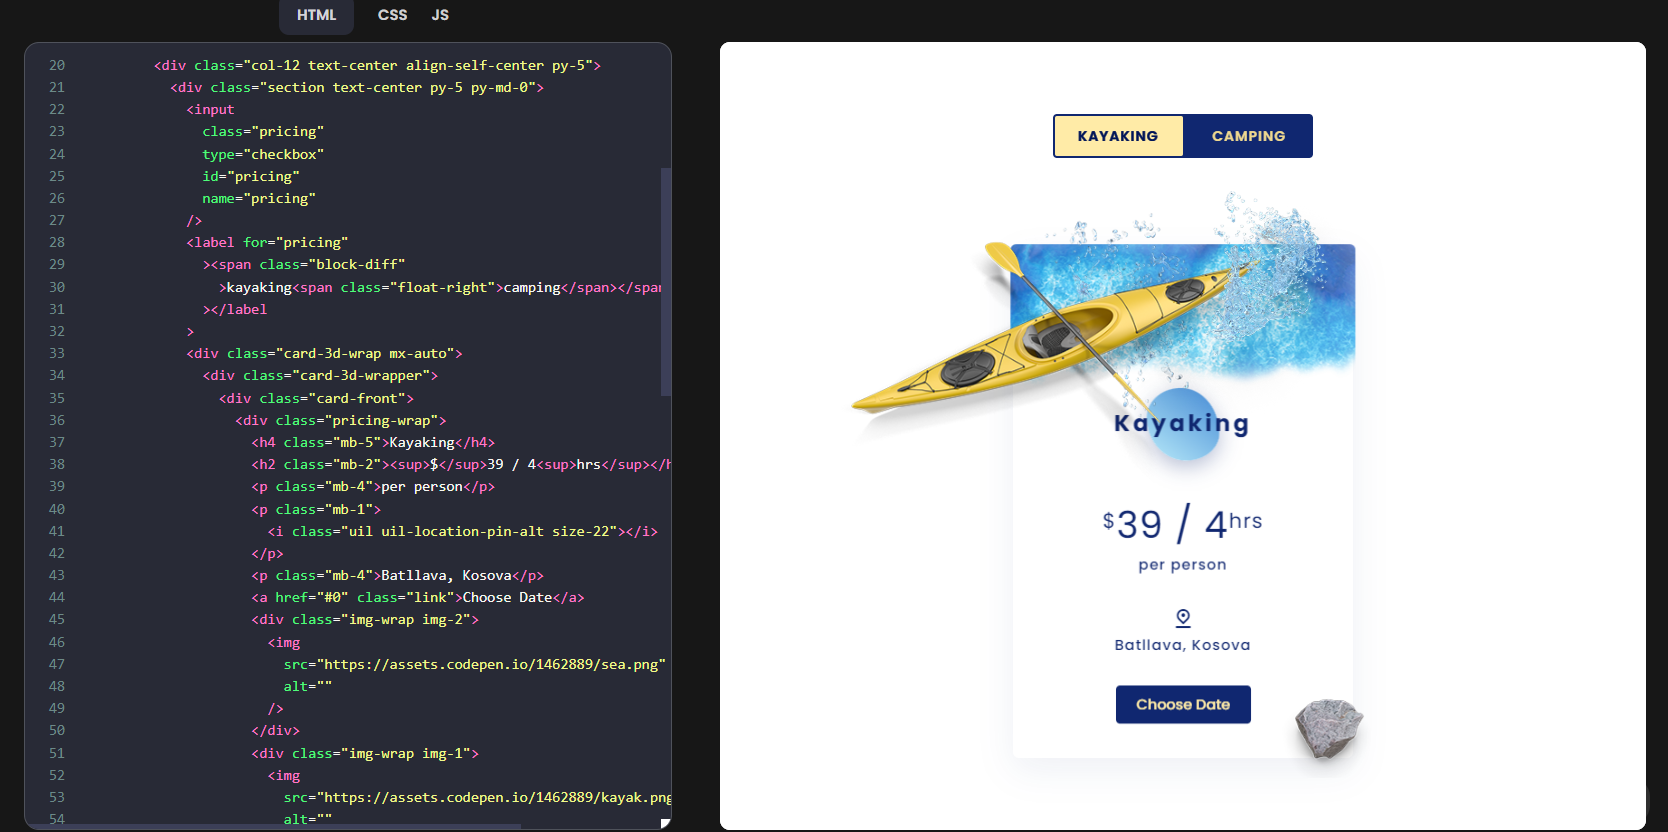 HTML CSS JS
20 <div class="col-12 text-center align-self-center py-5">
21 <div class="section text-center py-5 py-md-0">
22 <input
23 class="pricing"
24 type="checkbox"
25 id="pricing"
26 name="pricing"
27 />
28 <label for="pricing"
29 ><span class="block-diff"
30 >kayaking<span class="float-right">camping</span></span
31 ></label
32 >
33 <div class="card-3d-wrap mx-auto">
34 <div class="card-3d-wrapper">
35 <div class="card-front">
36 <div class="pricing-wrap">
37 <h4 class="mb-5">Kayaking</h4>
38 <h2 class="mb-2"><sup>$</sup>39 / 4<sup>hrs</sup></h
39 <p class="mb-4">per person</p>
40 <p class="mb-1">
41 <i class="uil uil-location-pin-alt size-22"></i>
42 </p>
43 <p class="mb-4">Batllava, Kosova</p>
44 <a href="#0" class="link">Choose Date</a>
45 <div class="img-wrap img-2">
46 <img
47 src="https://assets.codepen.io/1462889/sea.png"
48 alt=""
49 />
50 </div>
51 <div class="img-wrap img-1">
52 <img
53 src="https://assets.codepen.io/1462889/kayak.png
54 alt=""
KAYAKING CAMPING
Kayaking
$39 / 4hrs
per person
Batllava, Kosova
Choose Date